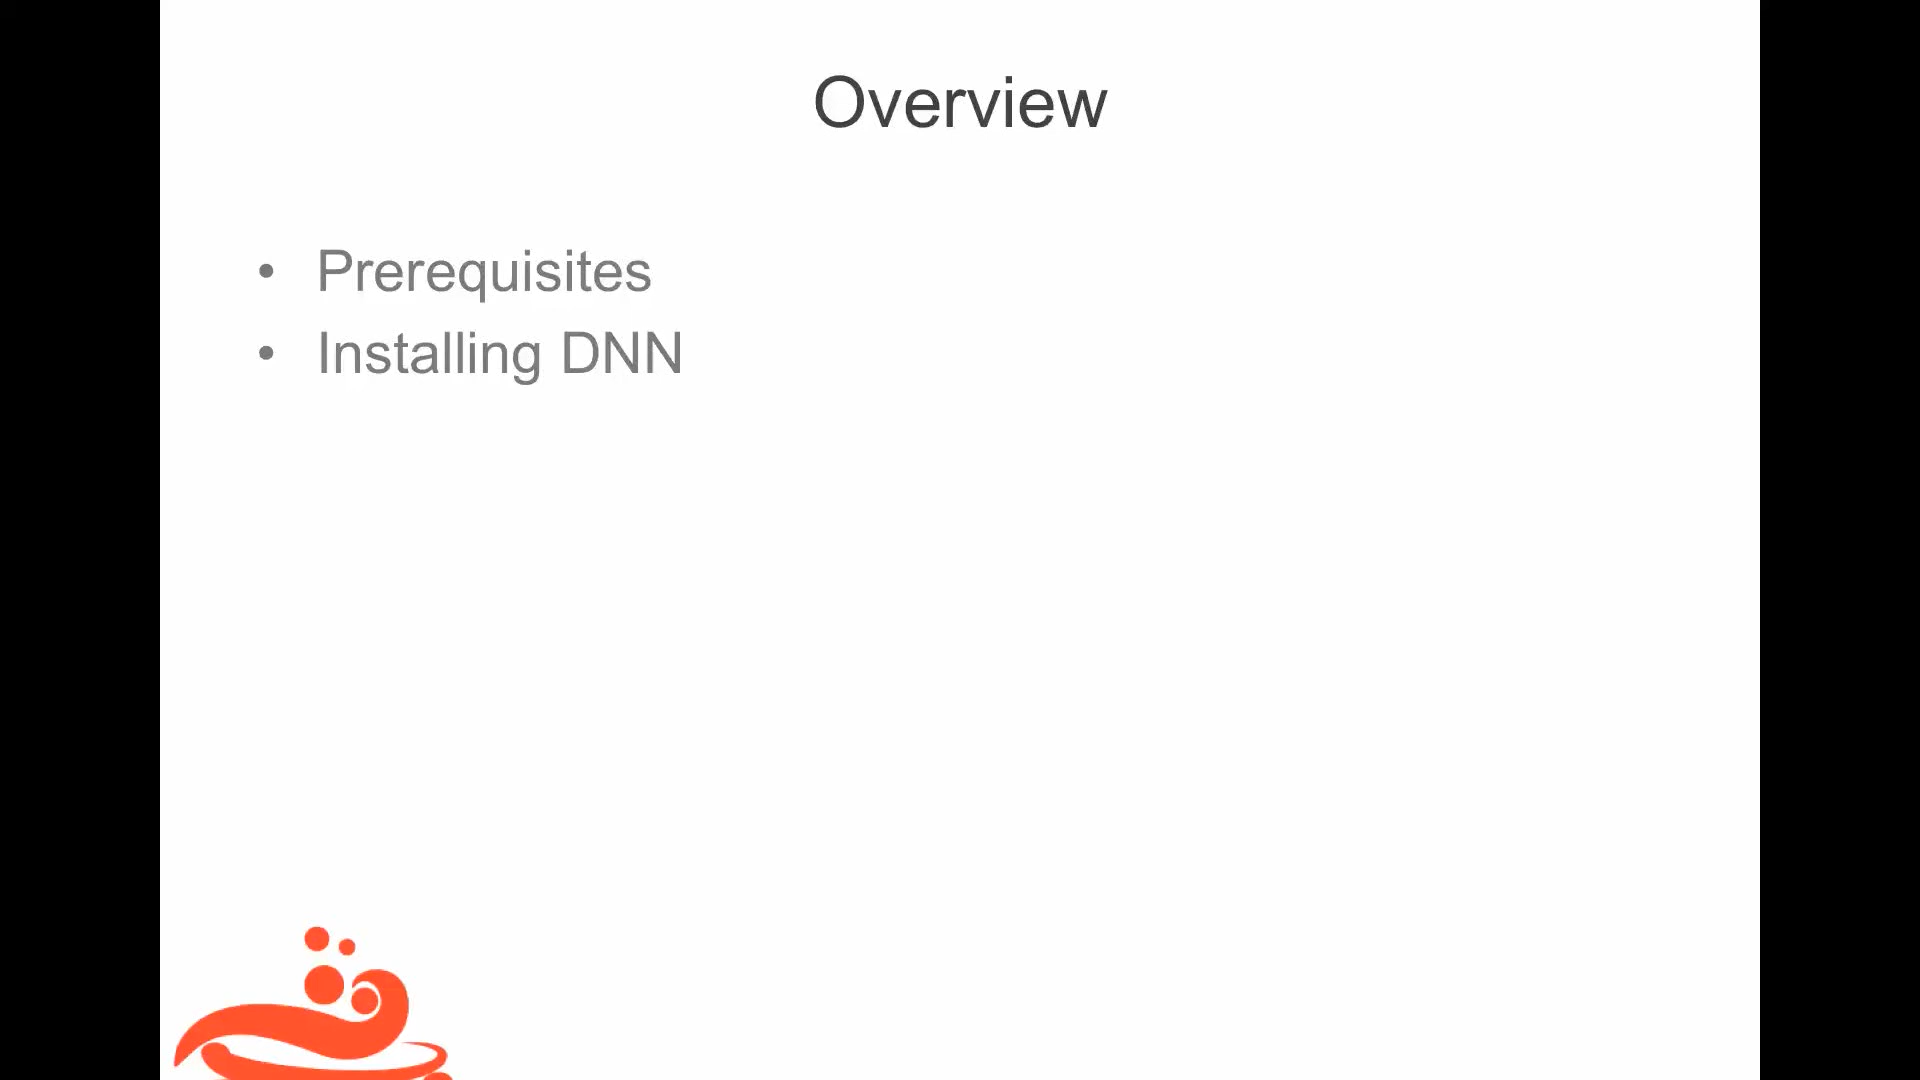 Overview
• Prerequisites
• Installing DNN